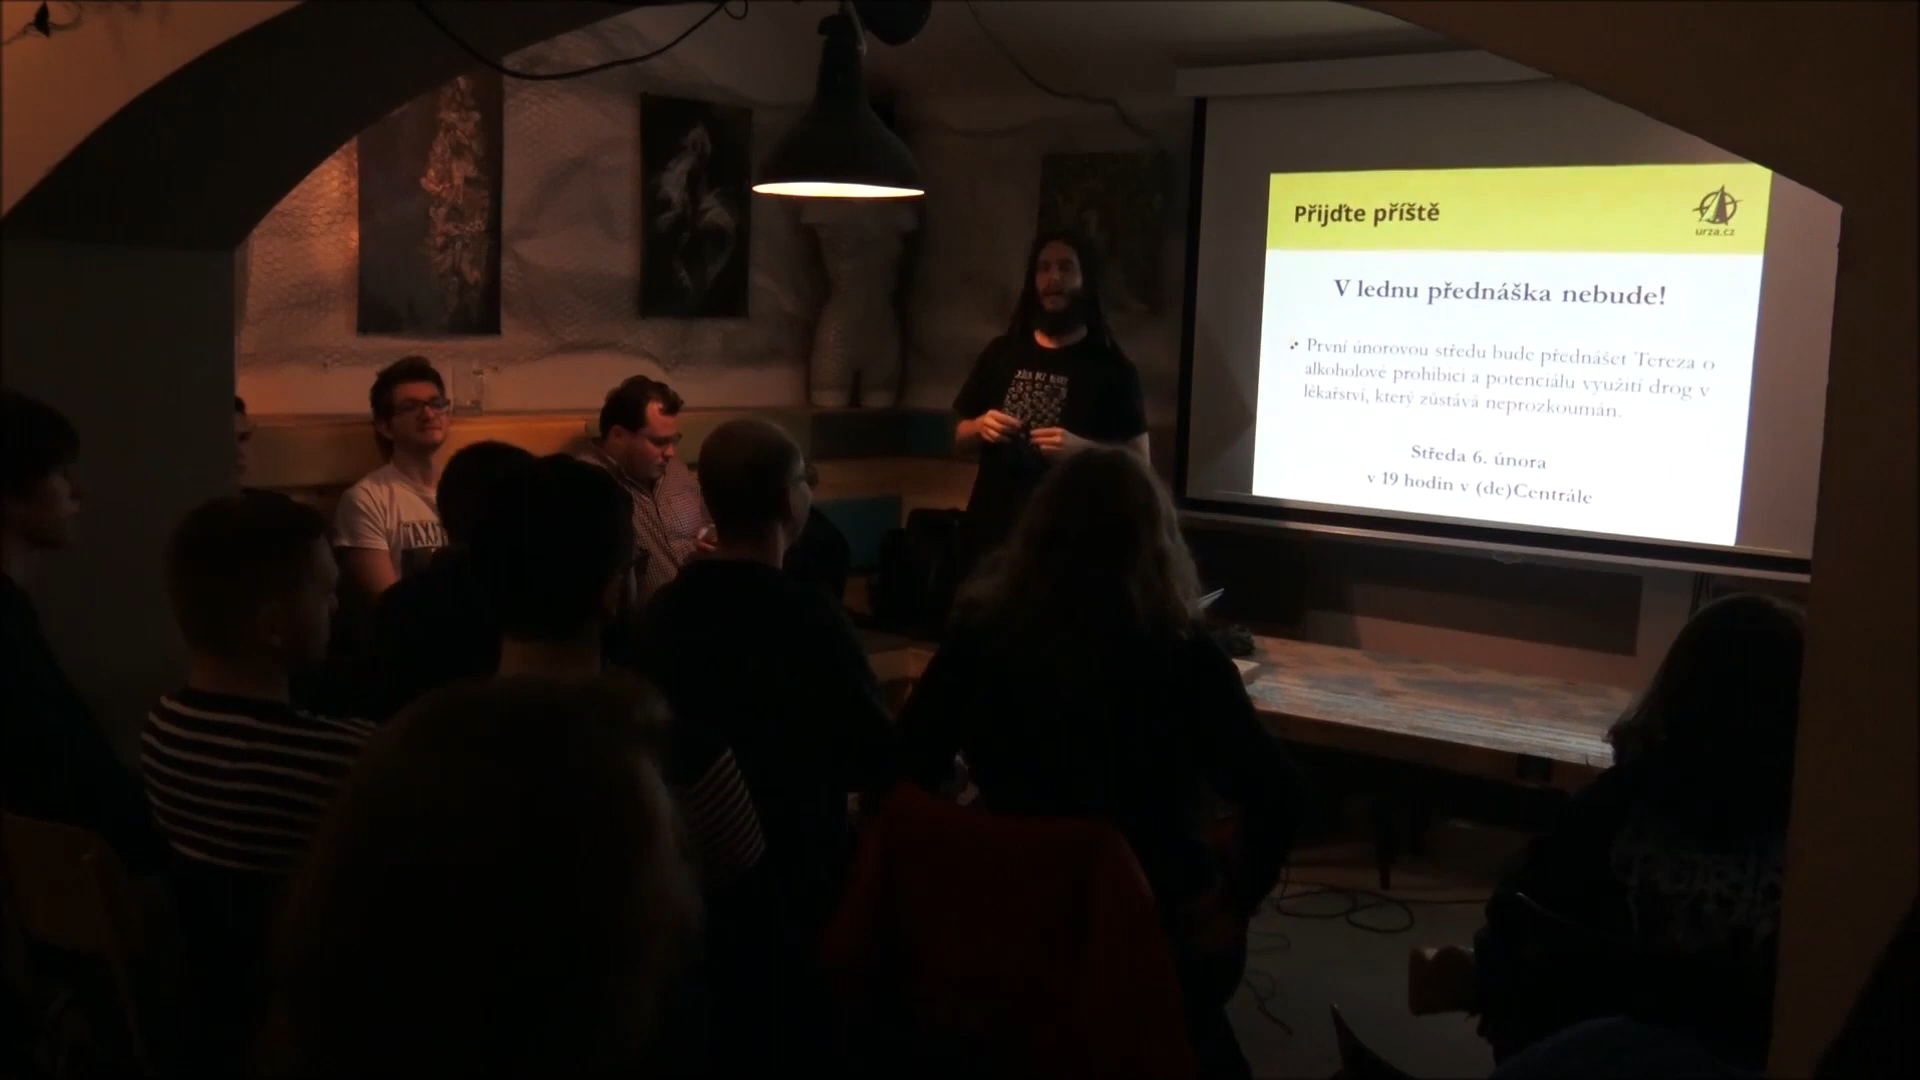 Přijďte příště
urza.cz
V lednu přednáška nebude!
První únorovou středu bude přednášet Tereza o
alkoholové prohibici a potenciálu využití drog v
lékařství, který zůstává neprozkoumán.
Středa 6. února
v 19 hodin v (de)Centrále